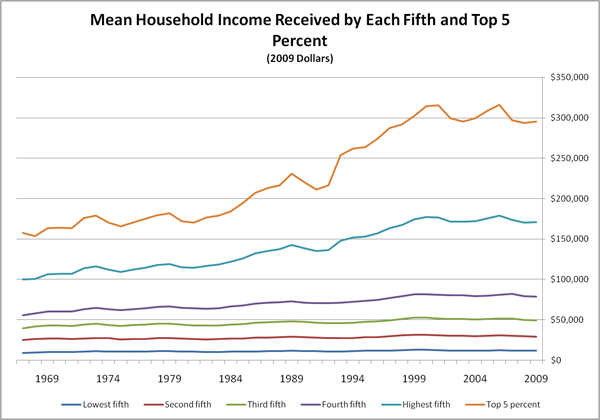 Mean Household Income Received by Each Fifth and Top 5
Percent
(2009 Dollars)
$350,000
$300,000
$250,000
$200,000
$150,000
$100,000
$50,000
$0
1969 1974 1979 1984 1989 1994 1999 2004 2009
Lowest fifth Second fifth Third fifth Fourth fifth Highest fifth Top 5 percent